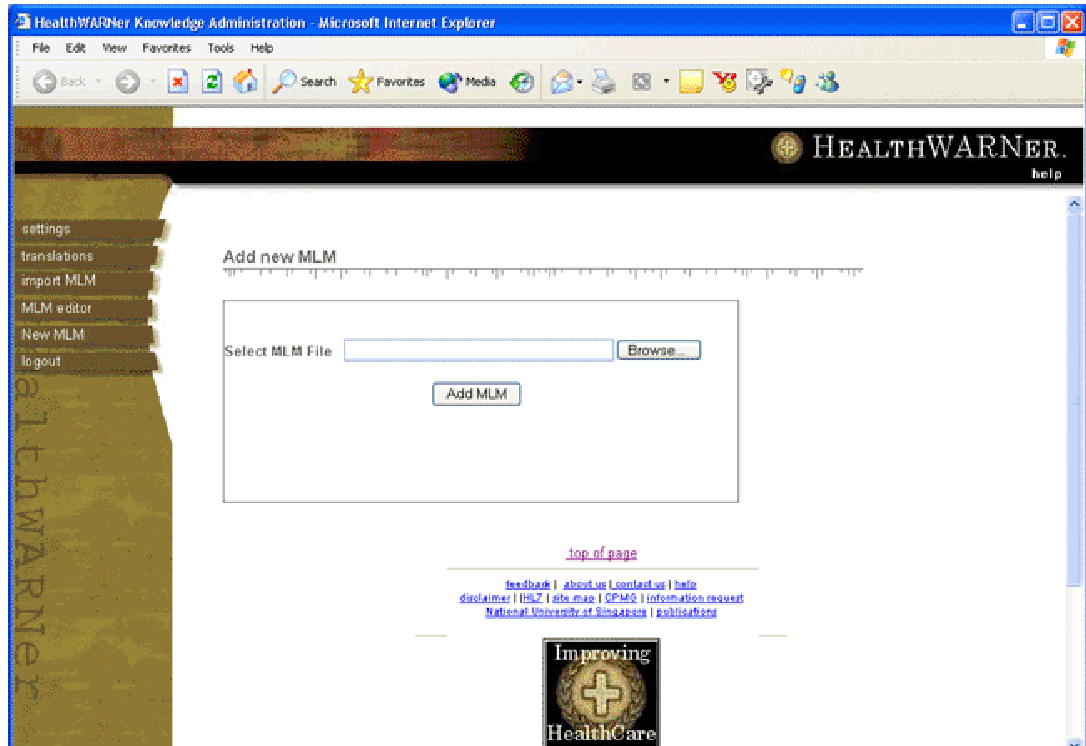 HealthWARNer Knowledge Administration - Microsoft Internet Explorer
File Edit View Favorites Tools Help
Back Search Favorites Media
HEALTHWARNER.
help
settings
translations
import MLM
MLM editor
New MLM
logout
Add new MLM
Select MLM File Browse...
Add MLM
top of page
feedback | about us | contact us | help
disclaimer | HL7 | site map | CPMG | information request
National University of Singapore | publications
Improving
HealthCare